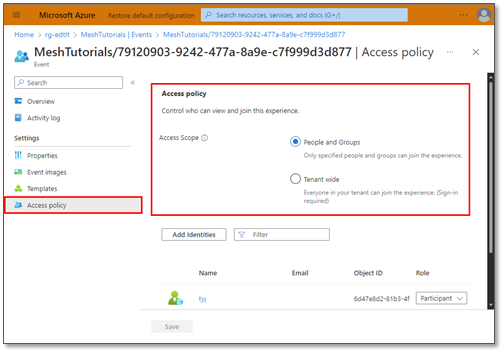 Microsoft Azure
Restore default configuration
Search resources, services, and docs (G+/)
Home > rg-edtlt > MeshTutorials | Events > MeshTutorials/79120903-9242-477a-8a9e-c7f999d3d877
MeshTutorials/79120903-9242-477a-8a9e-c7f999d3d877 | Access policy
Event
Search
Overview
Activity log
Settings
Properties
Event images
Templates
Access policy
Access policy
Control who can view and join this experience.
Access Scope
People and Groups
Only specified people and groups can join the experience.
Tenant wide
Everyone in your tenant can join the experience. (Sign-in
required)
Add Identities
Filter
Name Email Object ID Role
6d47e8d2-81b3-4f Participant
Save